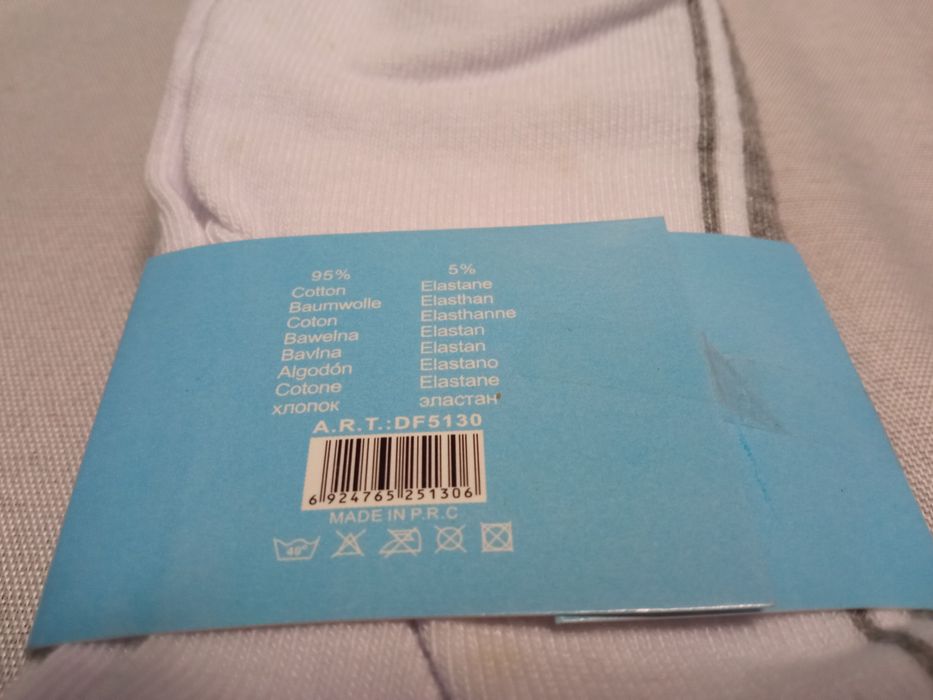 95% 5%
Cotton Elastane
Baumwolle Elasthan
Coton Elasthanne
Bawełna Elastan
Bavlna Elastan
Algodón Elastano
Cotone Elastane
хлопок эластан
A.R.T.:DF5130
6 924765 251306
MADE IN P.R.C
40°